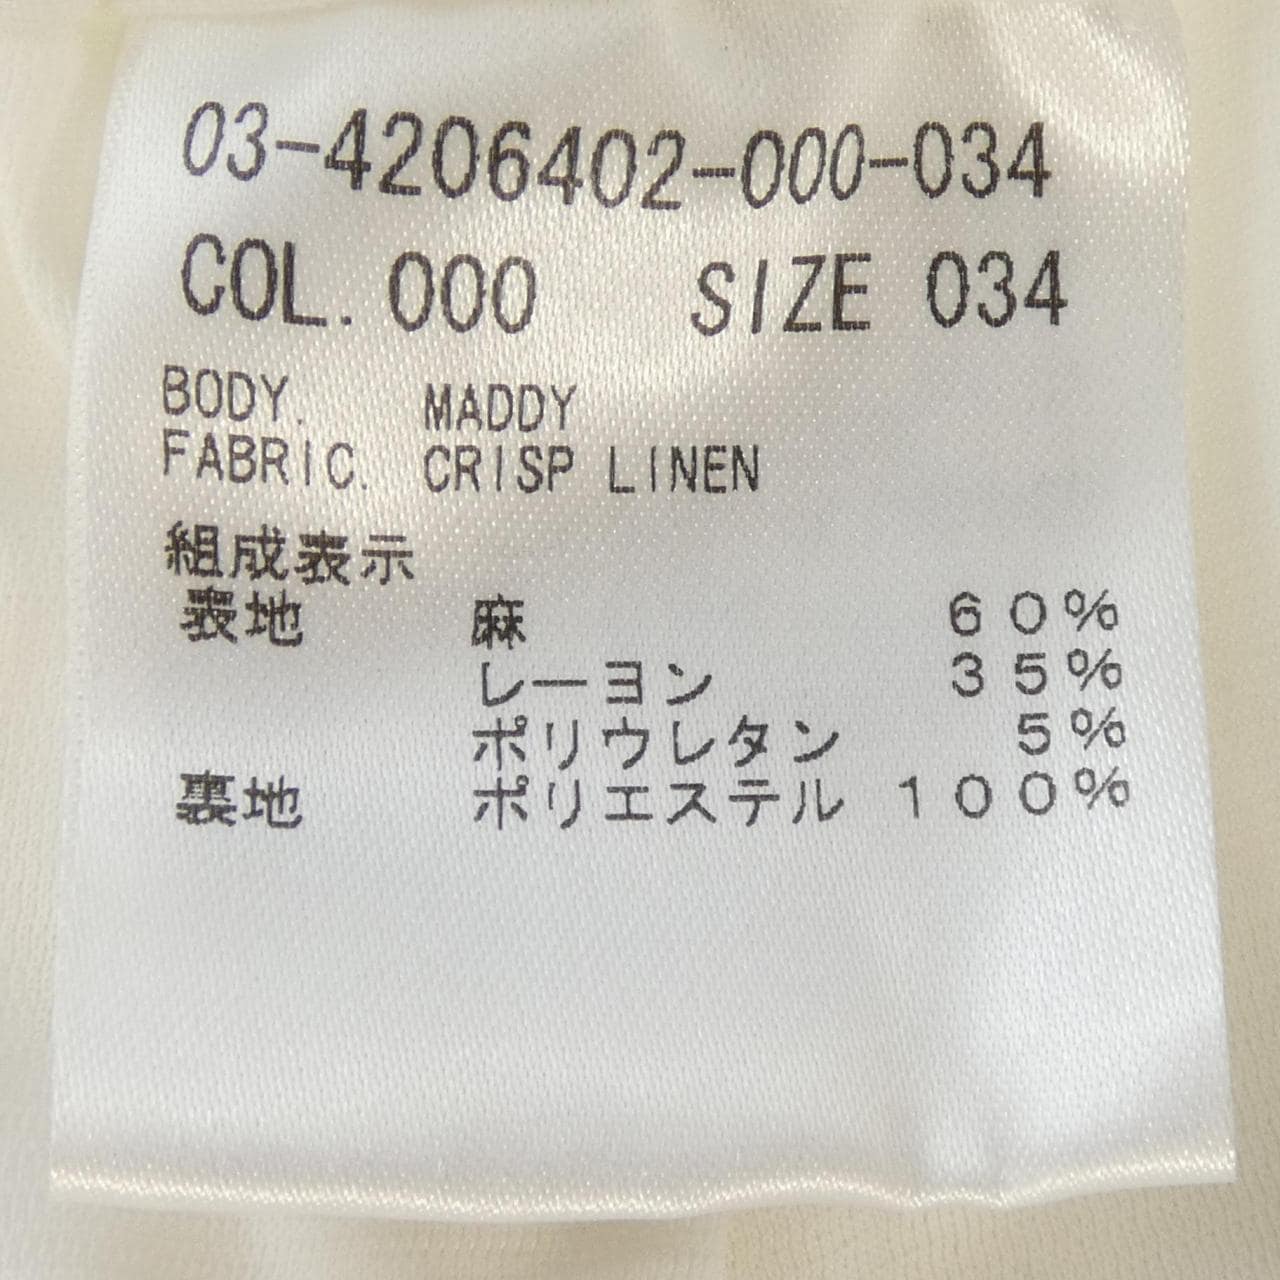 03-4206402-000-034
COL. 000 SIZE 034
BODY. MADDY
FABRIC. CRISP LINEN
組成表示
表地 麻 60%
レーヨン 35%
ポリウレタン 5%
裏地 ポリエステル 100%